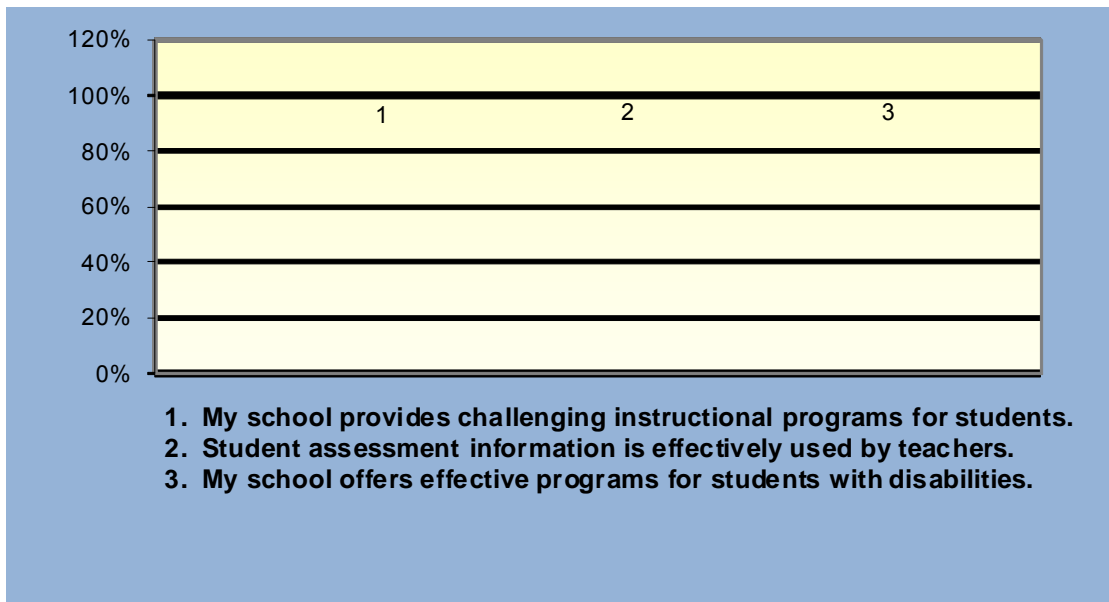 120%
100%
1 2 3
80%
60%
40%
20%
0%
1. My school provides challenging instructional programs for students.
2. Student assessment information is effectively used by teachers.
3. My school offers effective programs for students with disabilities.